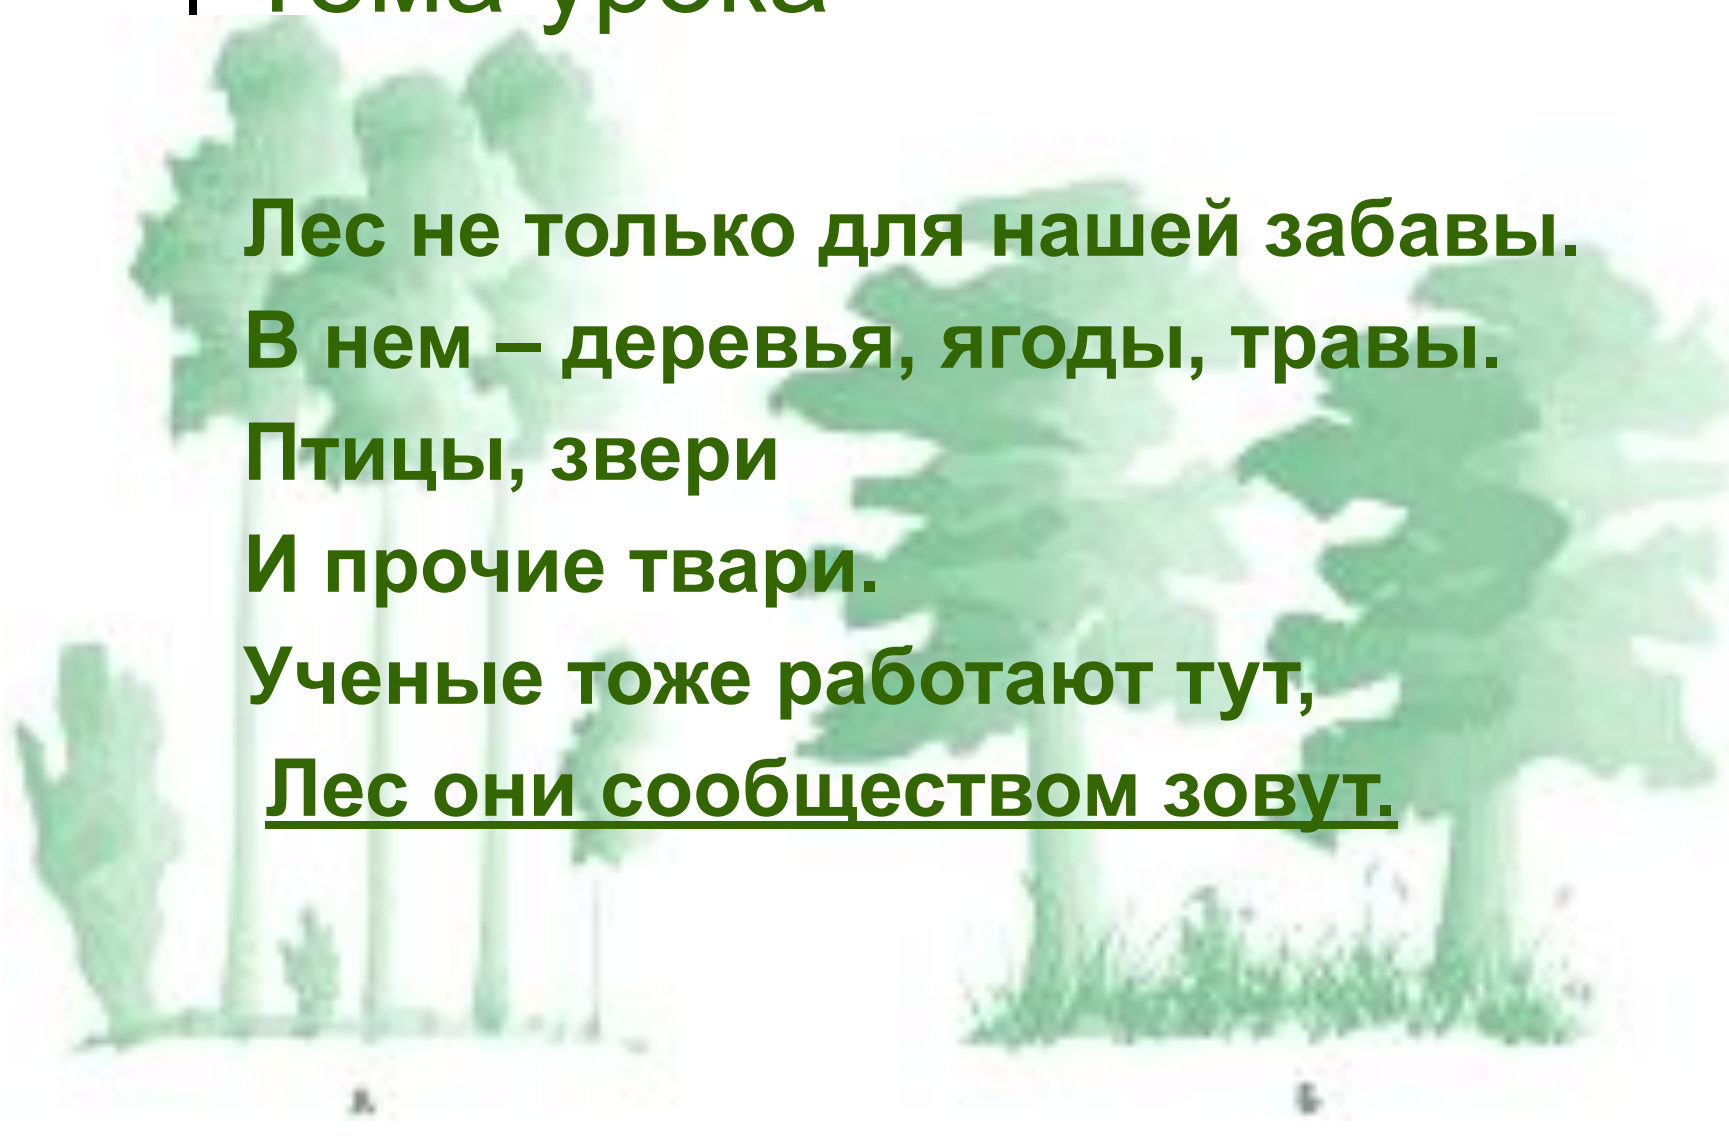 урока
Лес не только для нашей забавы.
В нем – деревья, ягоды, травы.
Птицы, звери
И прочие твари.
Ученые тоже работают тут,
Лес они сообществом зовут.
А
Б